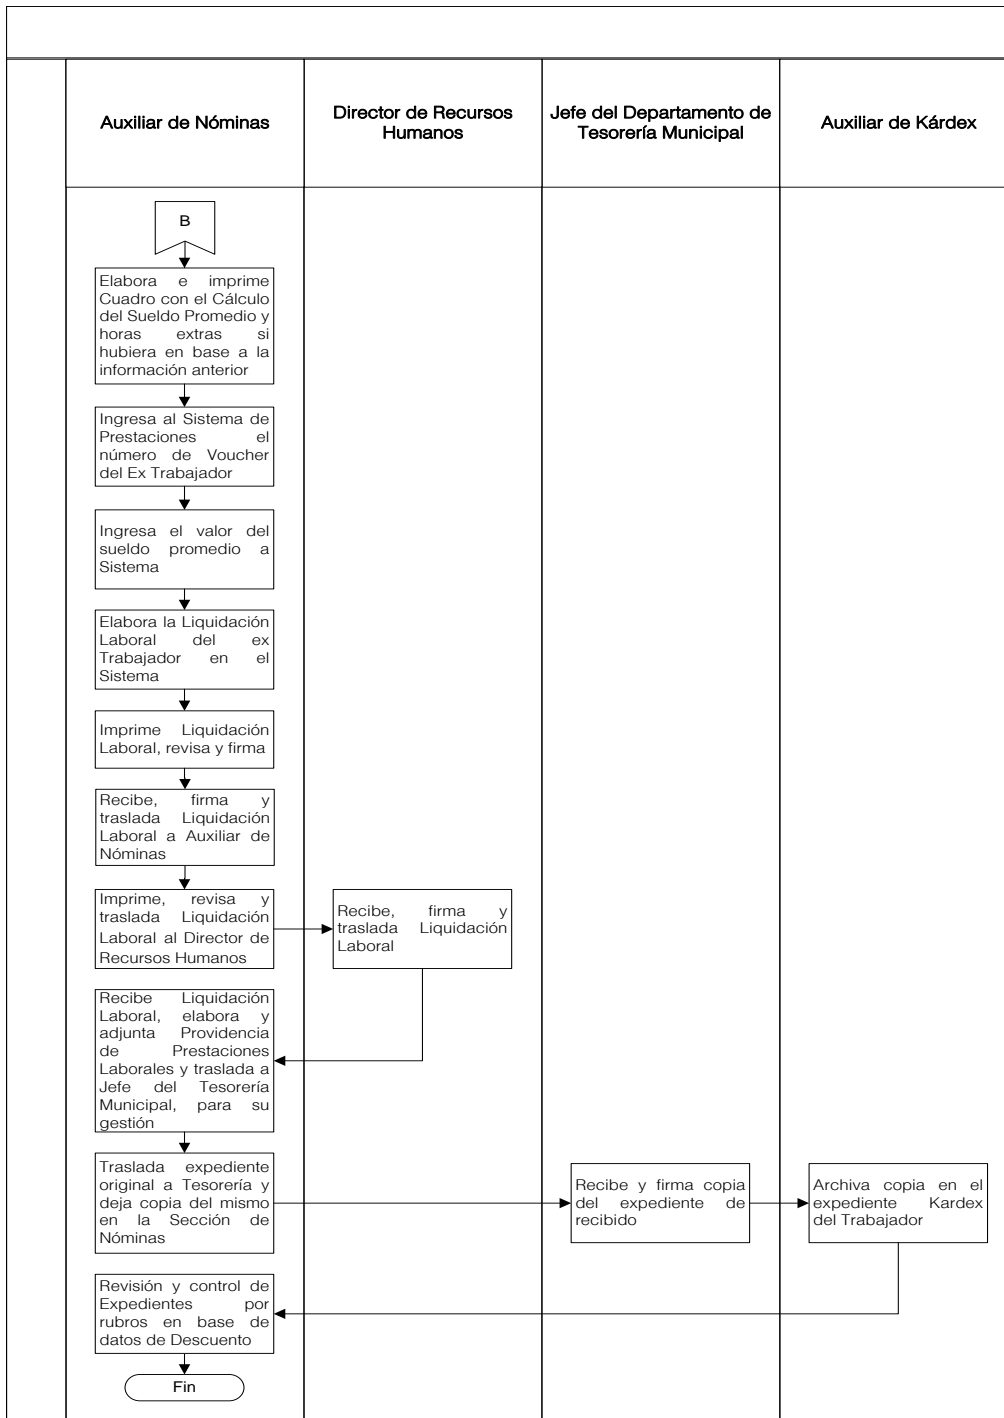 Auxiliar de Nóminas
Director de Recursos
Humanos
Jefe del Departamento de
Tesorería Municipal
Auxiliar de Kárdex
B
Elabora e imprime
Cuadro con el Cálculo
del Sueldo Promedio y
horas extras si
hubiera en base a la
información anterior
Ingresa al Sistema de
Prestaciones el
número de Voucher
del Ex Trabajador
Ingresa el valor del
sueldo promedio a
Sistema
Elabora la Liquidación
Laboral del ex
Trabajador en el
Sistema
Imprime Liquidación
Laboral, revisa y firma
Recibe, firma y
traslada Liquidación
Laboral a Auxiliar de
Nóminas
Imprime, revisa y
traslada Liquidación
Laboral al Director de
Recursos Humanos
Recibe, firma y
traslada Liquidación
Laboral
Recibe Liquidación
Laboral, elabora y
adjunta Providencia
de Prestaciones
Laborales y traslada a
Jefe del Tesorería
Municipal, para su
gestión
Traslada expediente
original a Tesorería y
deja copia del mismo
en la Sección de
Nóminas
Recibe y firma copia
del expediente de
recibido
Archiva copia en el
expediente Kardex
del Trabajador
Revisión y control de
Expedientes por
rubros en base de
datos de Descuento
Fin